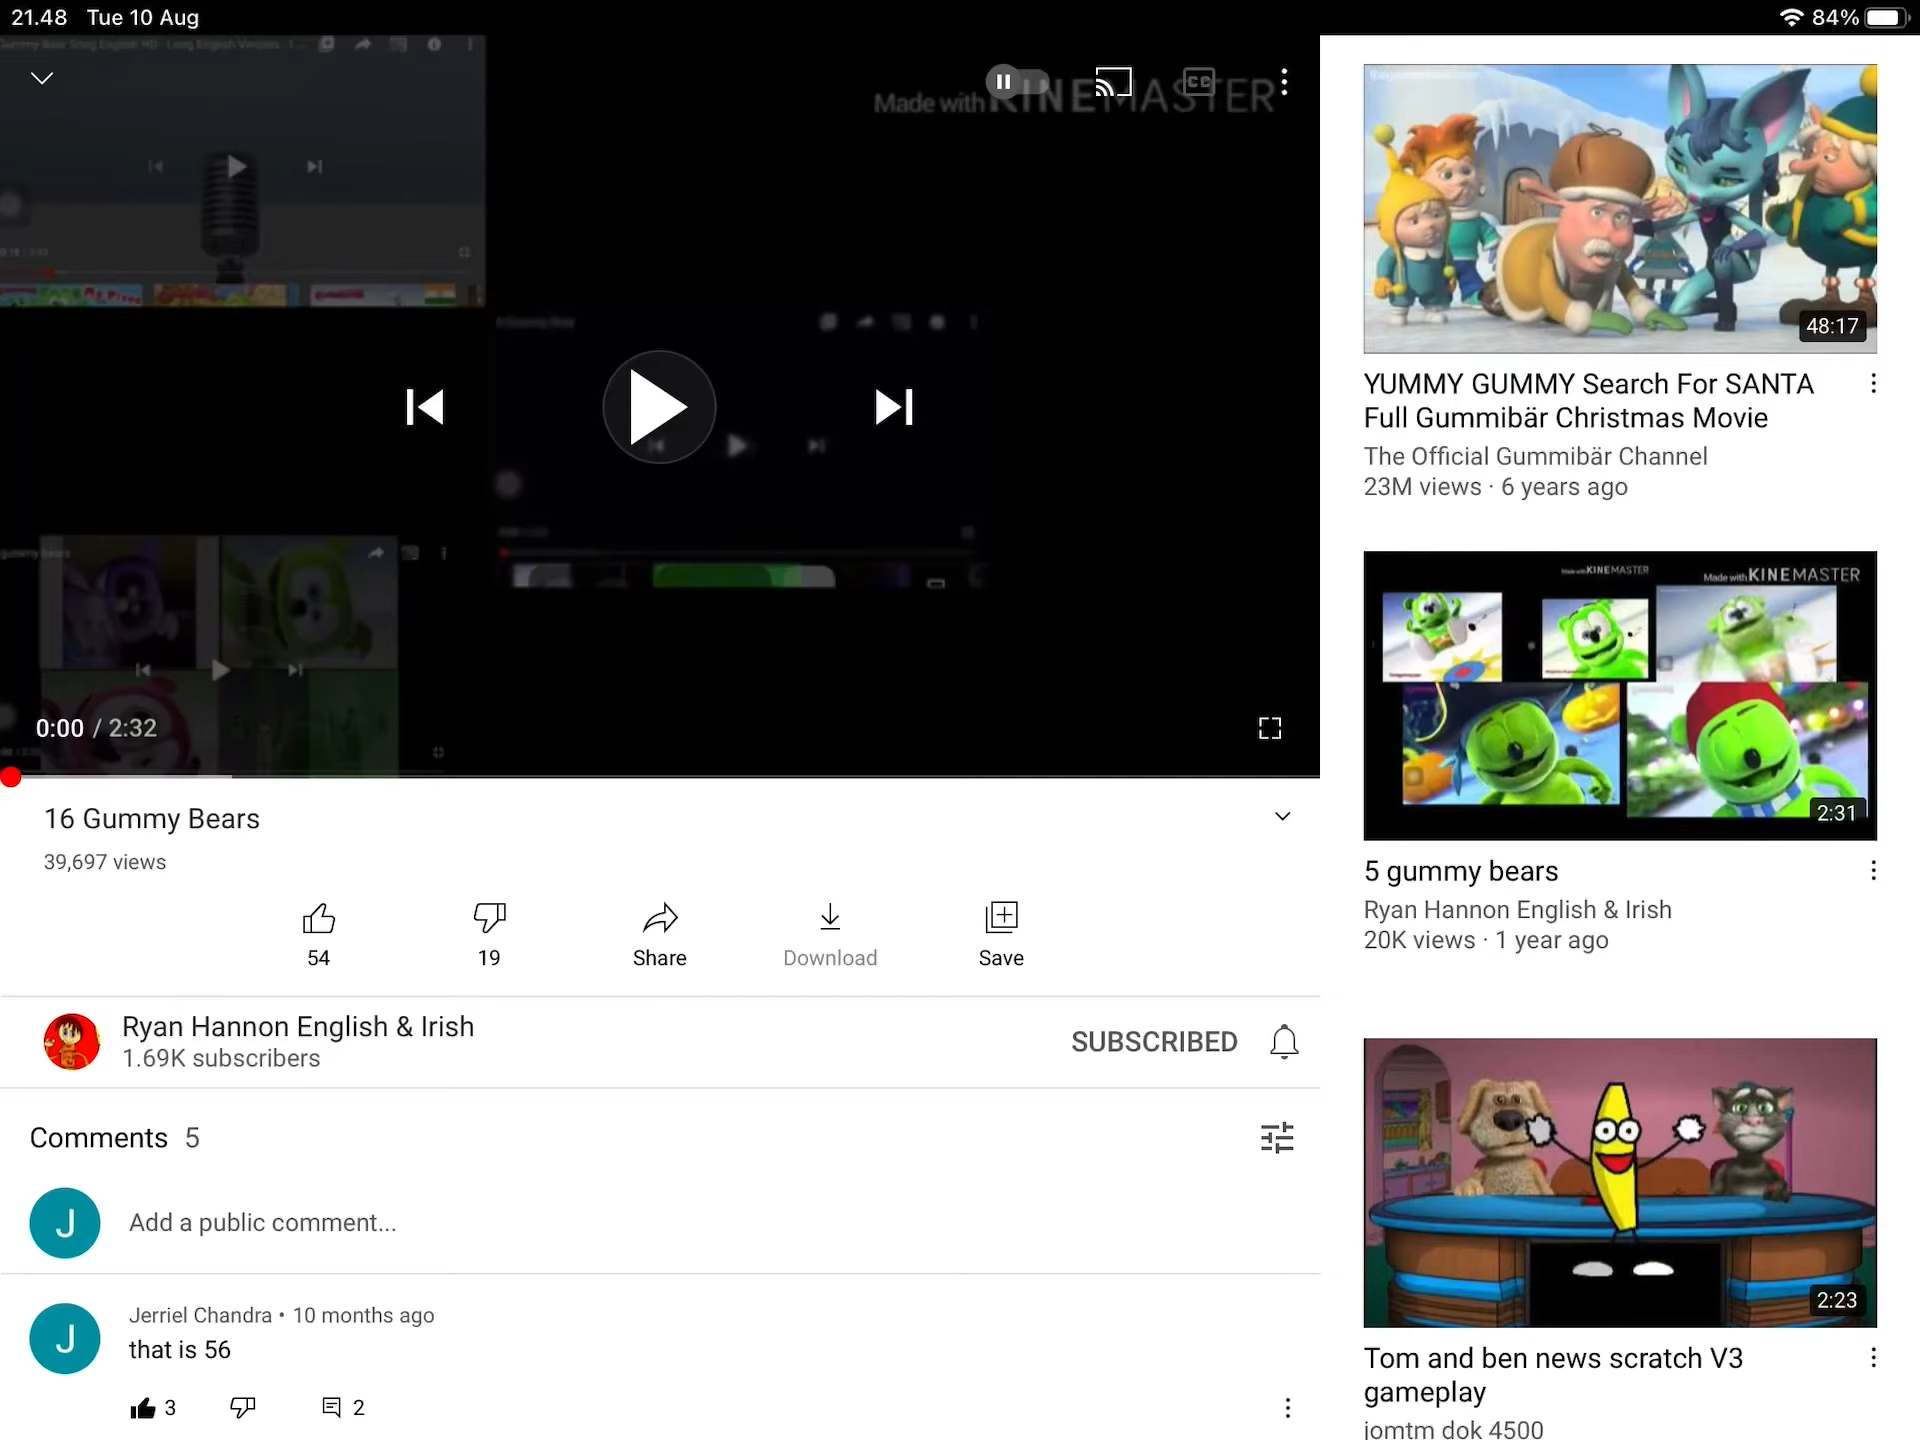 21.48 Tue 10 Aug
84%
Made with KINEMASTER
CC
0:00 / 2:32
16 Gummy Bears
39,697 views
54
19
Share
Download
Save
Ryan Hannon English & Irish
1.69K subscribers
SUBSCRIBED
Comments 5
J
Add a public comment...
J
Jerriel Chandra • 10 months ago
that is 56
3
2
48:17
YUMMY GUMMY Search For SANTA
Full Gummibär Christmas Movie
The Official Gummibär Channel
23M views · 6 years ago
Made with KINEMASTER
Made with KINEMASTER
2:31
5 gummy bears
Ryan Hannon English & Irish
20K views · 1 year ago
2:23
Tom and ben news scratch V3
gameplay
jomtm dok 4500